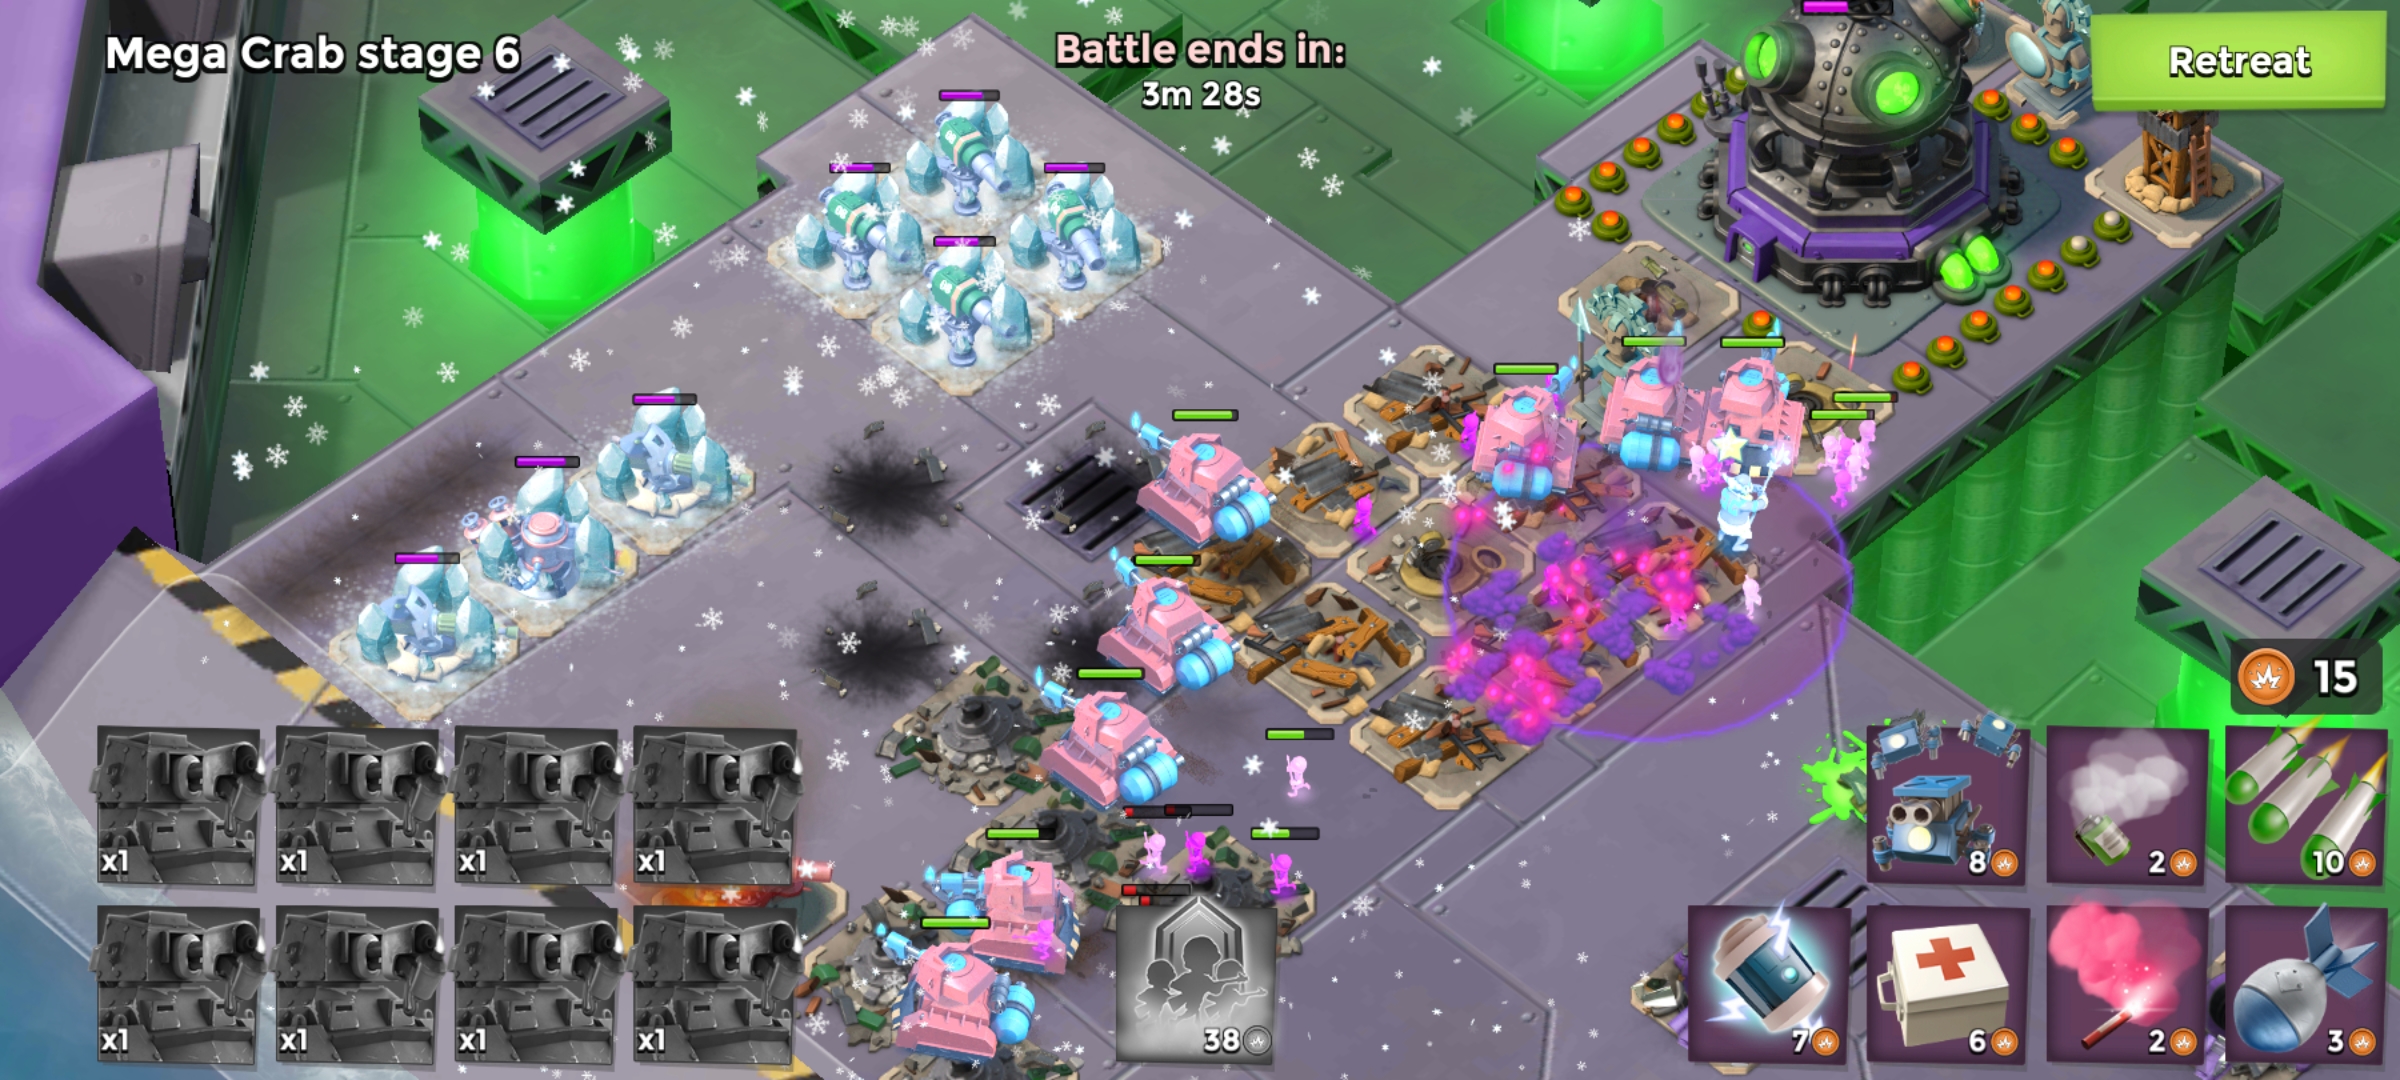 Mega Crab stage 6
Battle ends in:
3m 28s
Retreat
15
x1
x1
x1
x1
8
2
10
x1
x1
x1
x1
38
7
6
2
3